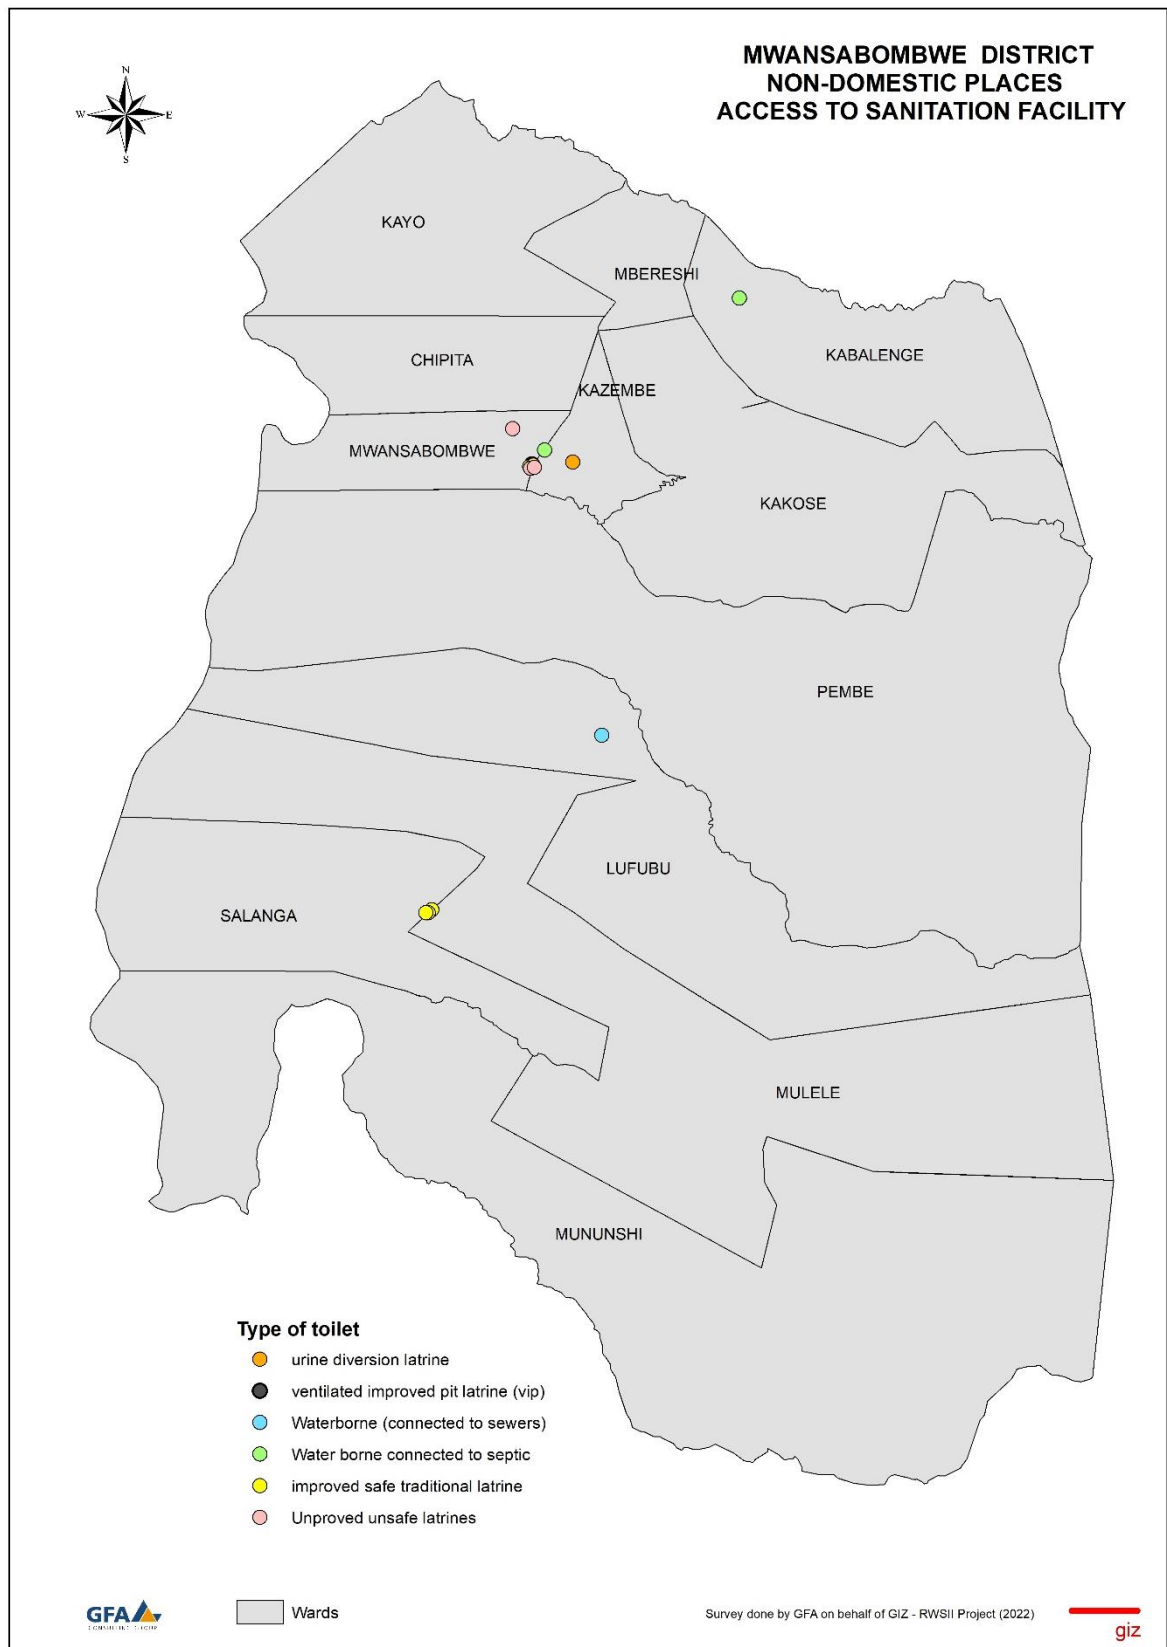 MWANSABOMBWE DISTRICT
NON-DOMESTIC PLACES
ACCESS TO SANITATION FACILITY
N
W
E
S
KAYO
MBERESHI
KABALENGE
CHIPITA
KAZEMBE
MWANSABOMBWE
KAKOSE
PEMBE
LUFUBU
SALANGA
MULELE
MUNUNSHI
Type of toilet
urine diversion latrine
ventilated improved pit latrine (vip)
Waterborne (connected to sewers)
Water borne connected to septic
improved safe traditional latrine
Unproved unsafe latrines
GFA
CONSULTING GROUP
Wards
Survey done by GFA on behalf of GIZ - RWSII Project (2022)
giz